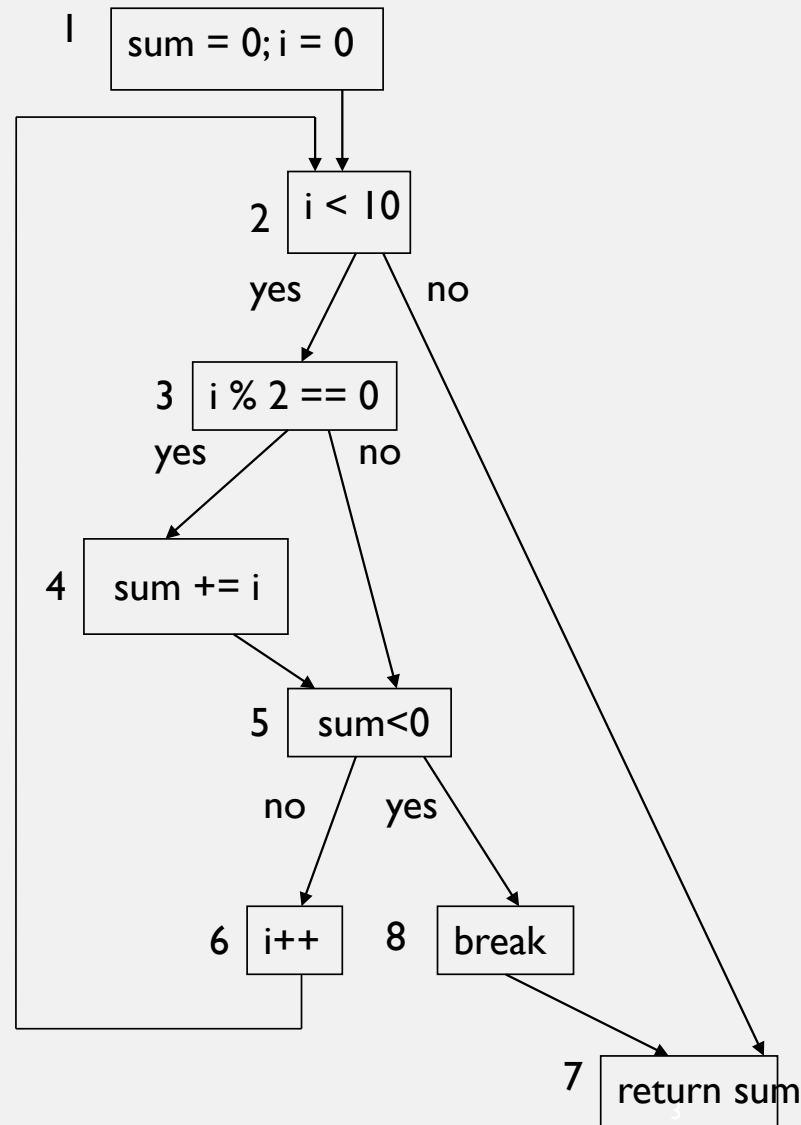 1
sum = 0; i = 0
2
i < 10
yes
no
3
i % 2 == 0
yes
no
4
sum += i
5
sum<0
no
yes
6
i++
8
break
7
return sum
3